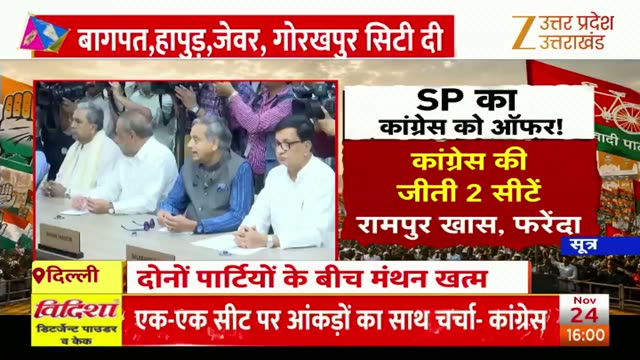 बागपत,हापुड़,जेवर, गोरखपुर सिटी दी
Z उत्तर प्रदेश
उत्तराखंड
SP का
कांग्रेस को ऑफर!
कांग्रेस की
जीती 2 सीटें
रामपुर खास, फरेंदा
सूत्र
दिल्ली
दोनों पार्टियों के बीच मंथन खत्म
विदिशा
डिटर्जेन्ट पाउडर
व केक
एक-एक सीट पर आंकड़ों का साथ चर्चा- कांग्रेस
Nov
24
16:00